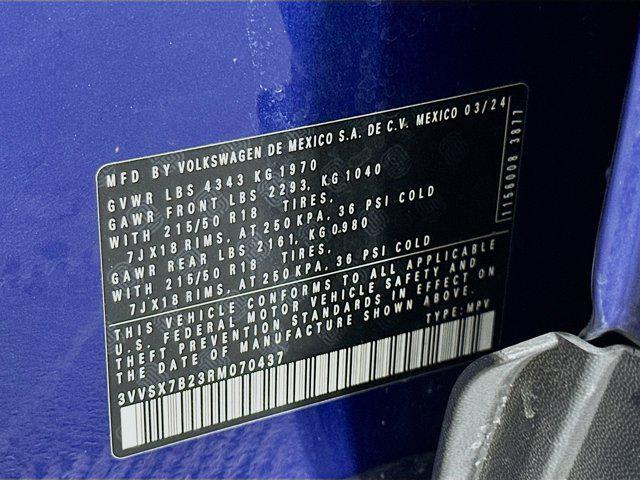 MFD BY VOLKSWAGEN DE MEXICO S.A. DE C.V. MEXICO 03/24
GVWR LBS 4343 KG 1970
GAWR FRONT LBS 2293, KG 1040
WITH 215/50 R18 TIRES,
7JX18 RIMS, AT 250 KPA, 36 PSI COLD
GAWR REAR LBS 2161, KG 0980
WITH 215/50 R18 TIRES,
7JX18 RIMS, AT 250 KPA, 36 PSI COLD
THIS VEHICLE CONFORMS TO ALL APPLICABLE
U.S. FEDERAL MOTOR VEHICLE SAFETY AND
THEFT PREVENTION STANDARDS IN EFFECT ON
THE DATE OF MANUFACTURE SHOWN ABOVE.
3VVSX7B23RM070437 TYPE: MPV
1156008 3877